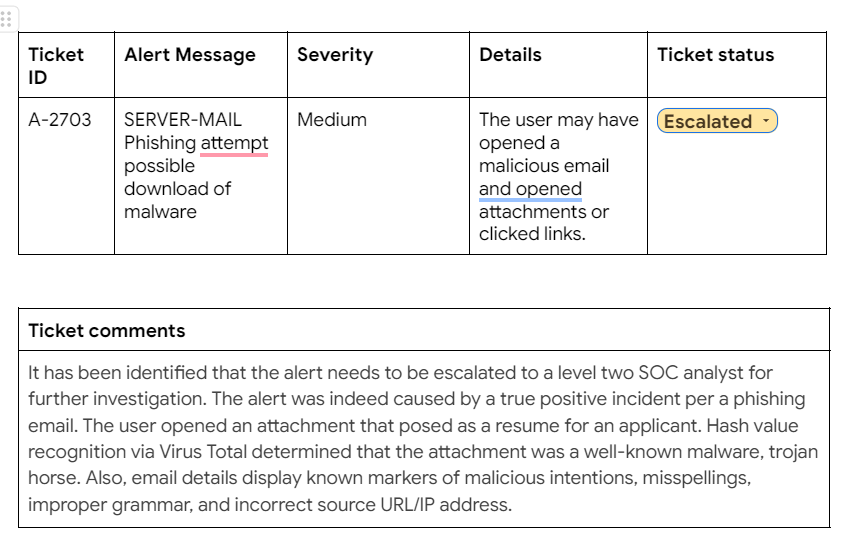 Ticket ID
Alert Message
Severity
Details
Ticket status
A-2703
SERVER-MAIL
Phishing attempt
possible
download of
malware
Medium
The user may have
opened a
malicious email
and opened
attachments or
clicked links.
Escalated
Ticket comments
It has been identified that the alert needs to be escalated to a level two SOC analyst for
further investigation. The alert was indeed caused by a true positive incident per a phishing
email. The user opened an attachment that posed as a resume for an applicant. Hash value
recognition via Virus Total determined that the attachment was a well-known malware, trojan
horse. Also, email details display known markers of malicious intentions, misspellings,
improper grammar, and incorrect source URL/IP address.